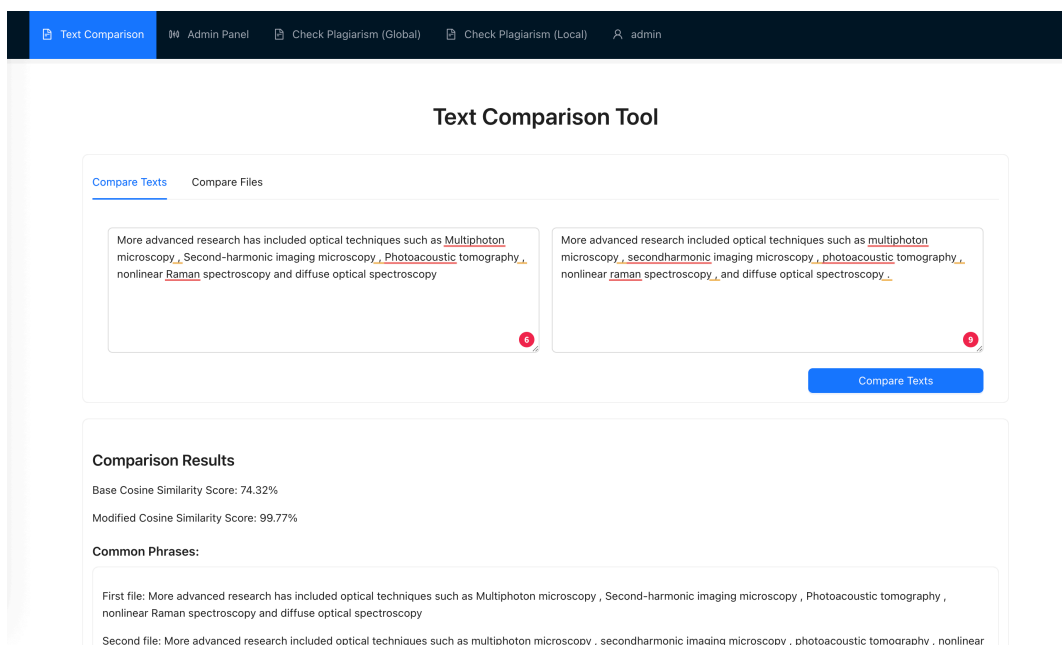 Text Comparison
Admin Panel
Check Plagiarism (Global)
Check Plagiarism (Local)
admin
Text Comparison Tool
Compare Texts
Compare Files
More advanced research has included optical techniques such as Multiphoton
microscopy , Second-harmonic imaging microscopy , Photoacoustic tomography ,
nonlinear Raman spectroscopy and diffuse optical spectroscopy
6
More advanced research included optical techniques such as multiphoton
microscopy , secondharmonic imaging microscopy , photoacoustic tomography ,
nonlinear raman spectroscopy , and diffuse optical spectroscopy .
9
Compare Texts
Comparison Results
Base Cosine Similarity Score: 74.32%
Modified Cosine Similarity Score: 99.77%
Common Phrases:
First file: More advanced research has included optical techniques such as Multiphoton microscopy , Second-harmonic imaging microscopy , Photoacoustic tomography ,
nonlinear Raman spectroscopy and diffuse optical spectroscopy
Second file: More advanced research included optical techniques such as multiphoton microscopy , secondharmonic imaging microscopy , photoacoustic tomography , nonlinear